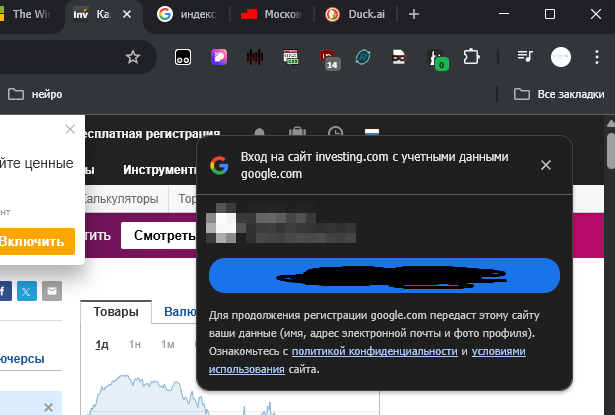 The Wi
Inv
Ка
индекс
Москов
Duck.ai
14
0
нейро
Все закладки
есплатная регистрация
йте ценные
ы
Инструмент
нт
Калькуляторы
Тор
Включить
тить
Смотреть
Вход на сайт investing.com с учетными данными
google.com
Для продолжения регистрации google.com передаст этому сайту
ваши данные (имя, адрес электронной почты и фото профиля).
Ознакомьтесь с политикой конфиденциальности и условиями
использования сайта.
Товары
Валю
ючерсы
1д
1н
1м